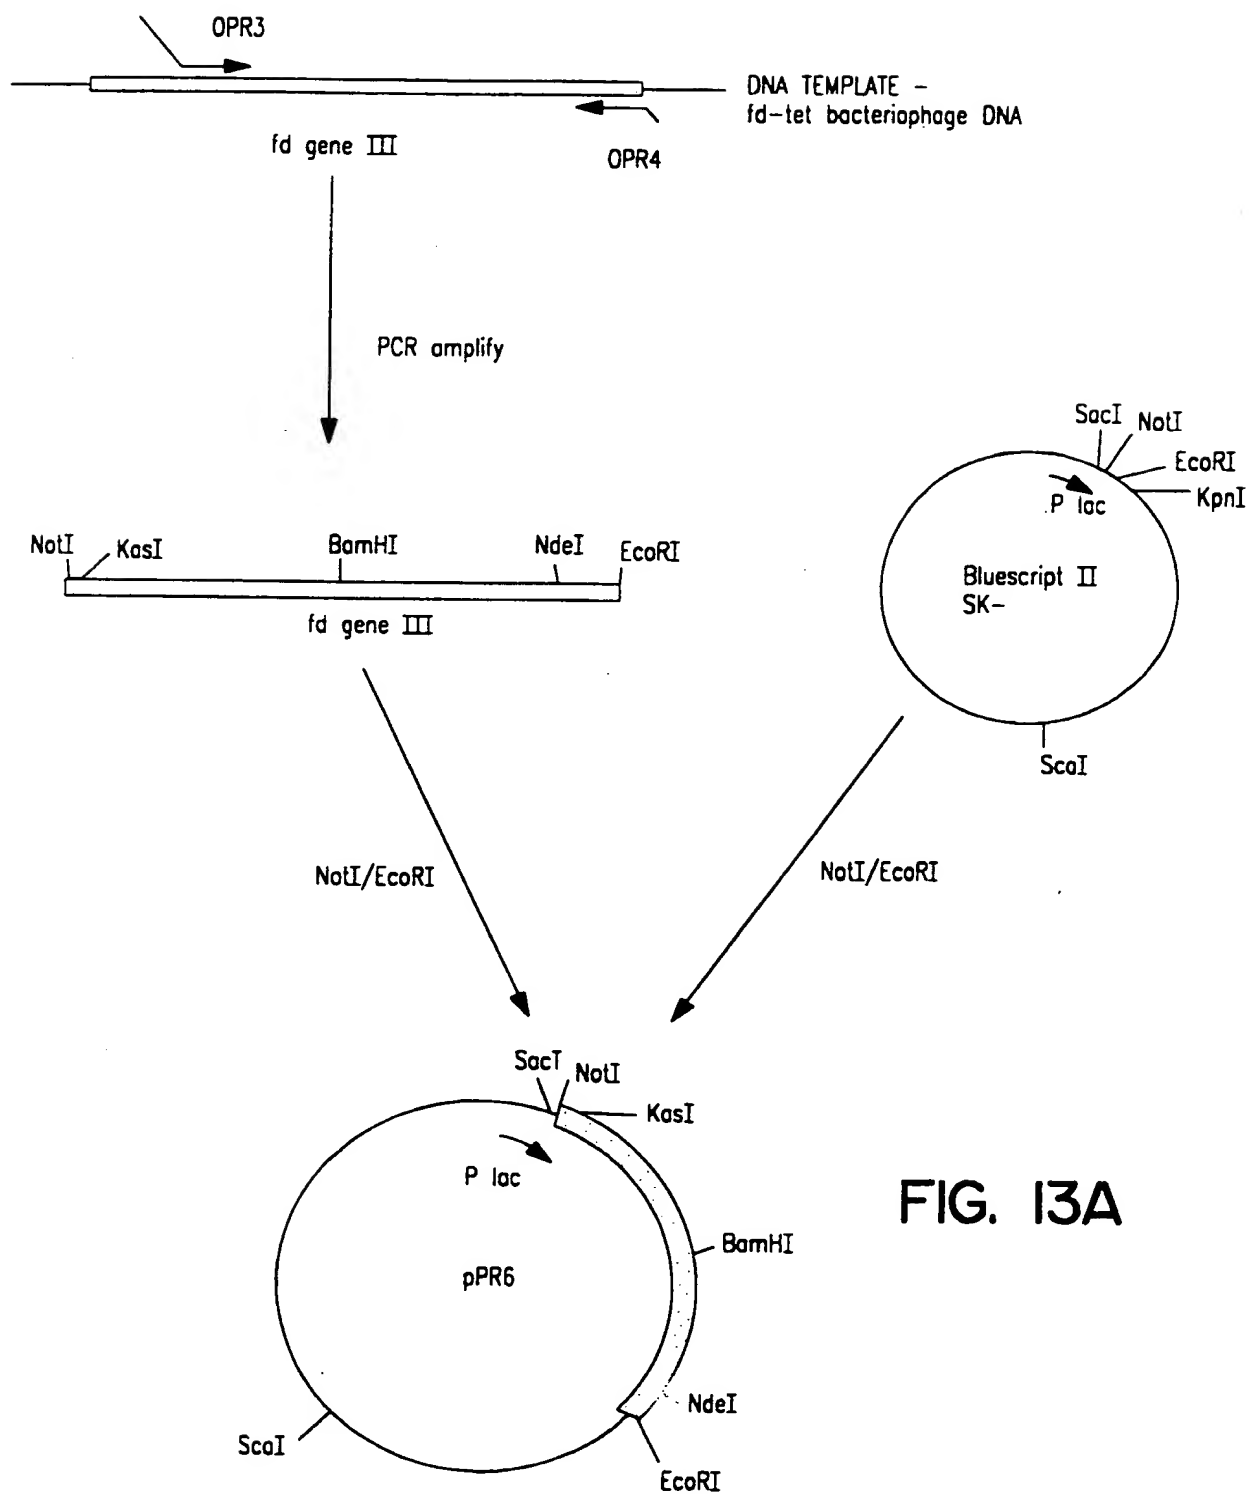 OPR3
DNA TEMPLATE -
fd-tet bacteriophage DNA
fd gene III
OPR4
PCR amplify
SacI
NotI
EcoRI
KpnI
P lac
Bluescript II
SK-
ScaI
NotI
KasI
BamHI
NdeI
EcoRI
fd gene III
NotI/EcoRI
NotI/EcoRI
SacI
NotI
KasI
P lac
FIG. 13A
BamHI
pPR6
NdeI
ScaI
EcoRI